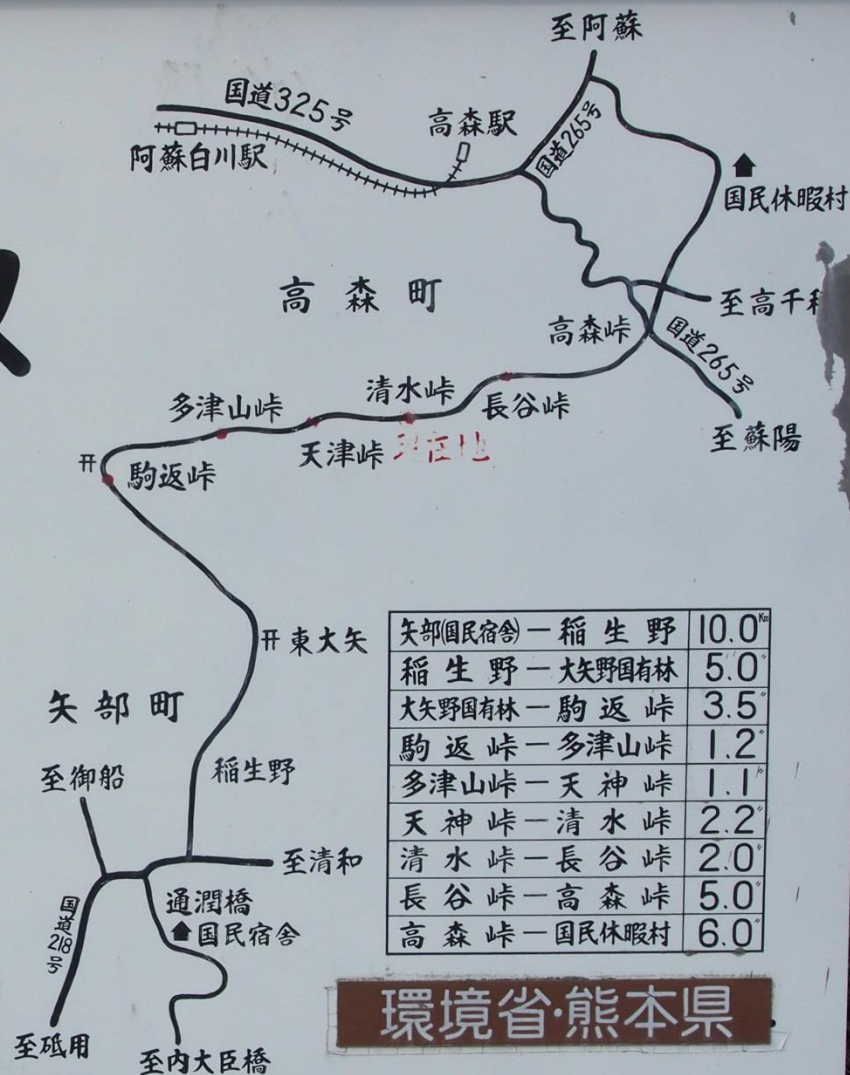 至阿蘇
国道325号
高森駅
国道265号
阿蘇白川駅
国民休暇村
高森町
至高千
高森峠
国道265号
清水峠
多津山峠
長谷峠
至蘇陽
天津峠
現在地
駒返峠
東大矢
矢部町
稲生野
至御船
至清和
通潤橋
国民宿舎
国道218号
至砥用
至内大臣橋
矢部(国民宿舎)ー稲生野 10.0Km
稲生野ー大矢野国有林 5.0〃
大矢野国有林ー駒返峠 3.5〃
駒返峠ー多津山峠 1.2〃
多津山峠ー天神峠 1.1〃
天神峠ー清水峠 2.2〃
清水峠ー長谷峠 2.0〃
長谷峠ー高森峠 5.0〃
高森峠ー国民休暇村 6.0〃
環境省・熊本県